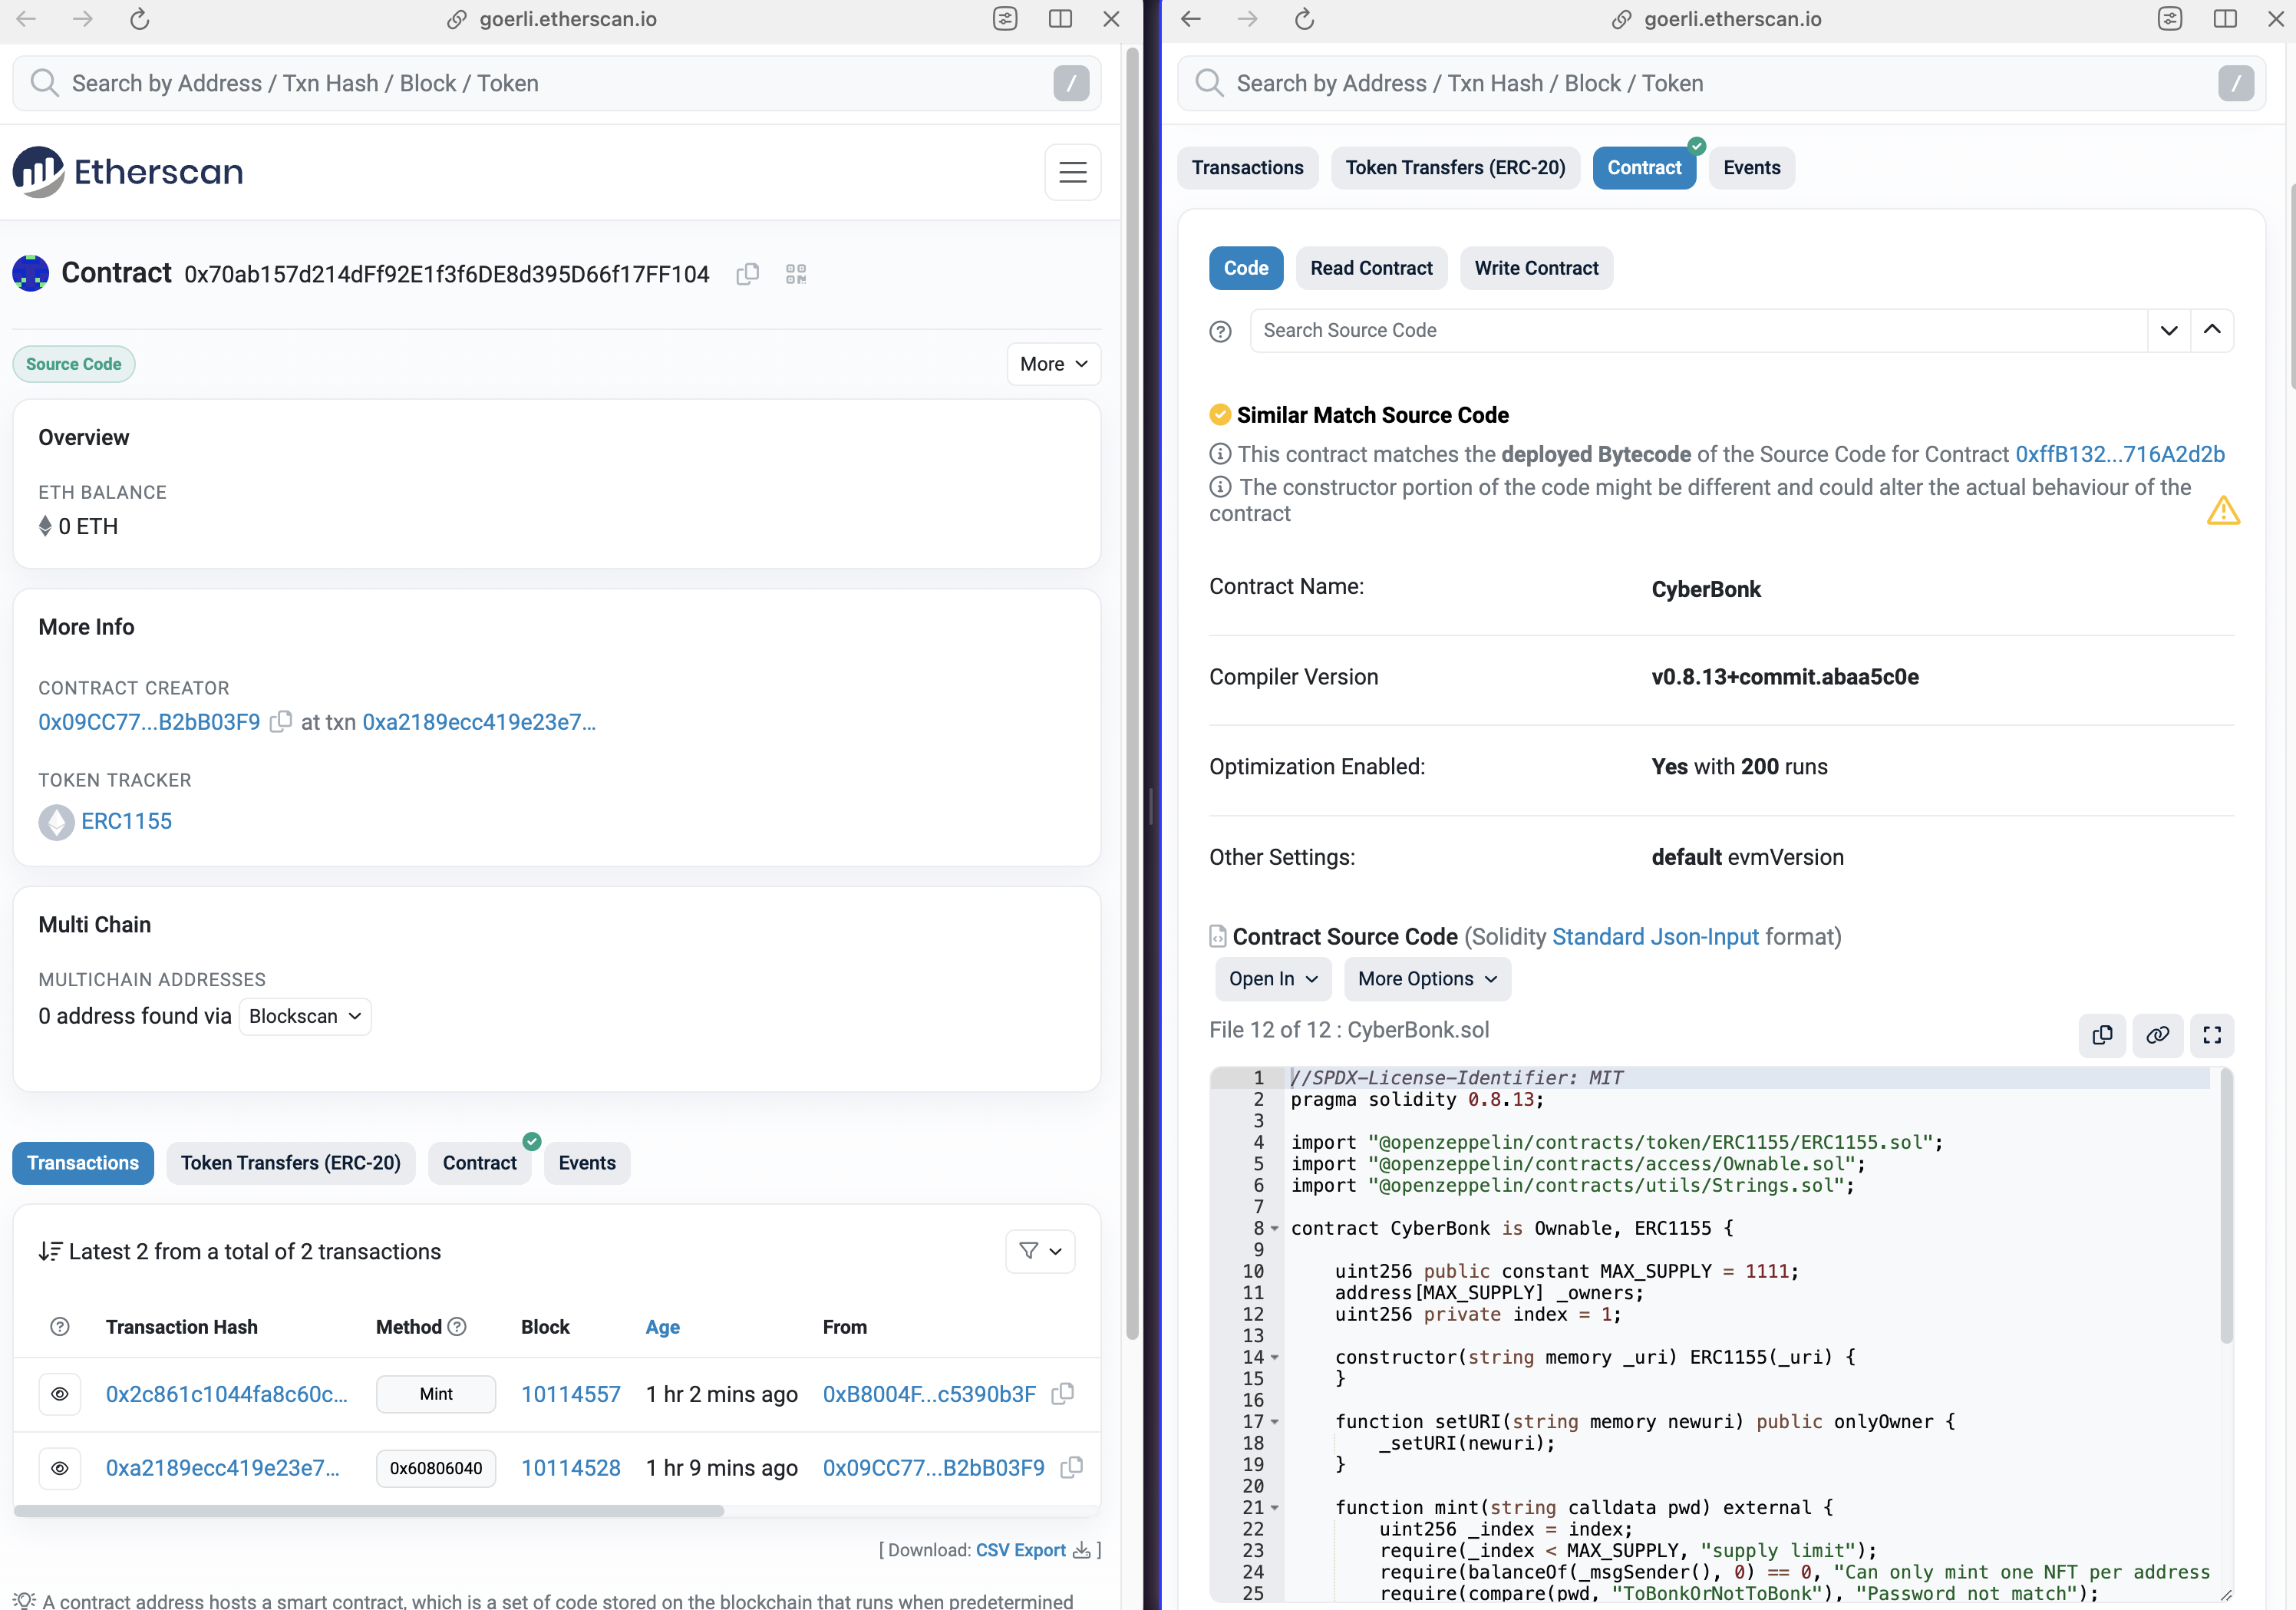 goerli.etherscan.io
Search by Address / Txn Hash / Block / Token
/
Etherscan
Contract 0x70ab157d214dFf92E1f3f6DE8d395D66f17FF104
Source Code
More
Overview
ETH BALANCE
0 ETH
More Info
CONTRACT CREATOR
0x09CC77...B2bB03F9 at txn 0xa2189ecc419e23e7...
TOKEN TRACKER
ERC1155
Multi Chain
MULTICHAIN ADDRESSES
0 address found via Blockscan
Transactions Token Transfers (ERC-20) Contract Events
Latest 2 from a total of 2 transactions
Transaction Hash Method Block Age From
0x2c861c1044fa8c60c... Mint 10114557 1 hr 2 mins ago 0xB8004F...c5390b3F
0xa2189ecc419e23e7... 0x60806040 10114528 1 hr 9 mins ago 0x09CC77...B2bB03F9
[ Download: CSV Export ]
A contract address hosts a smart contract, which is a set of code stored on the blockchain that runs when predetermined
goerli.etherscan.io
Search by Address / Txn Hash / Block / Token
/
Transactions Token Transfers (ERC-20) Contract Events
Code Read Contract Write Contract
Search Source Code
Similar Match Source Code
This contract matches the deployed Bytecode of the Source Code for Contract 0xffB132...716A2d2b
The constructor portion of the code might be different and could alter the actual behaviour of the
contract
Contract Name: CyberBonk
Compiler Version v0.8.13+commit.abaa5c0e
Optimization Enabled: Yes with 200 runs
Other Settings: default evmVersion
Contract Source Code (Solidity Standard Json-Input format)
Open In More Options
File 12 of 12 : CyberBonk.sol
1 //SPDX-License-Identifier: MIT
2 pragma solidity 0.8.13;
3
4 import "@openzeppelin/contracts/token/ERC1155/ERC1155.sol";
5 import "@openzeppelin/contracts/access/Ownable.sol";
6 import "@openzeppelin/contracts/utils/Strings.sol";
7
8 contract CyberBonk is Ownable, ERC1155 {
9
10 uint256 public constant MAX_SUPPLY = 1111;
11 address[MAX_SUPPLY] _owners;
12 uint256 private index = 1;
13
14 constructor(string memory _uri) ERC1155(_uri) {
15 }
16
17 function setURI(string memory newuri) public onlyOwner {
18 _setURI(newuri);
19 }
20
21 function mint(string calldata pwd) external {
22 uint256 _index = index;
23 require(_index < MAX_SUPPLY, "supply limit");
24 require(balanceOf(_msgSender(), 0) == 0, "Can only mint one NFT per address
25 require(compare(pwd, "ToBonkOrNotToBonk"), "Password not match");